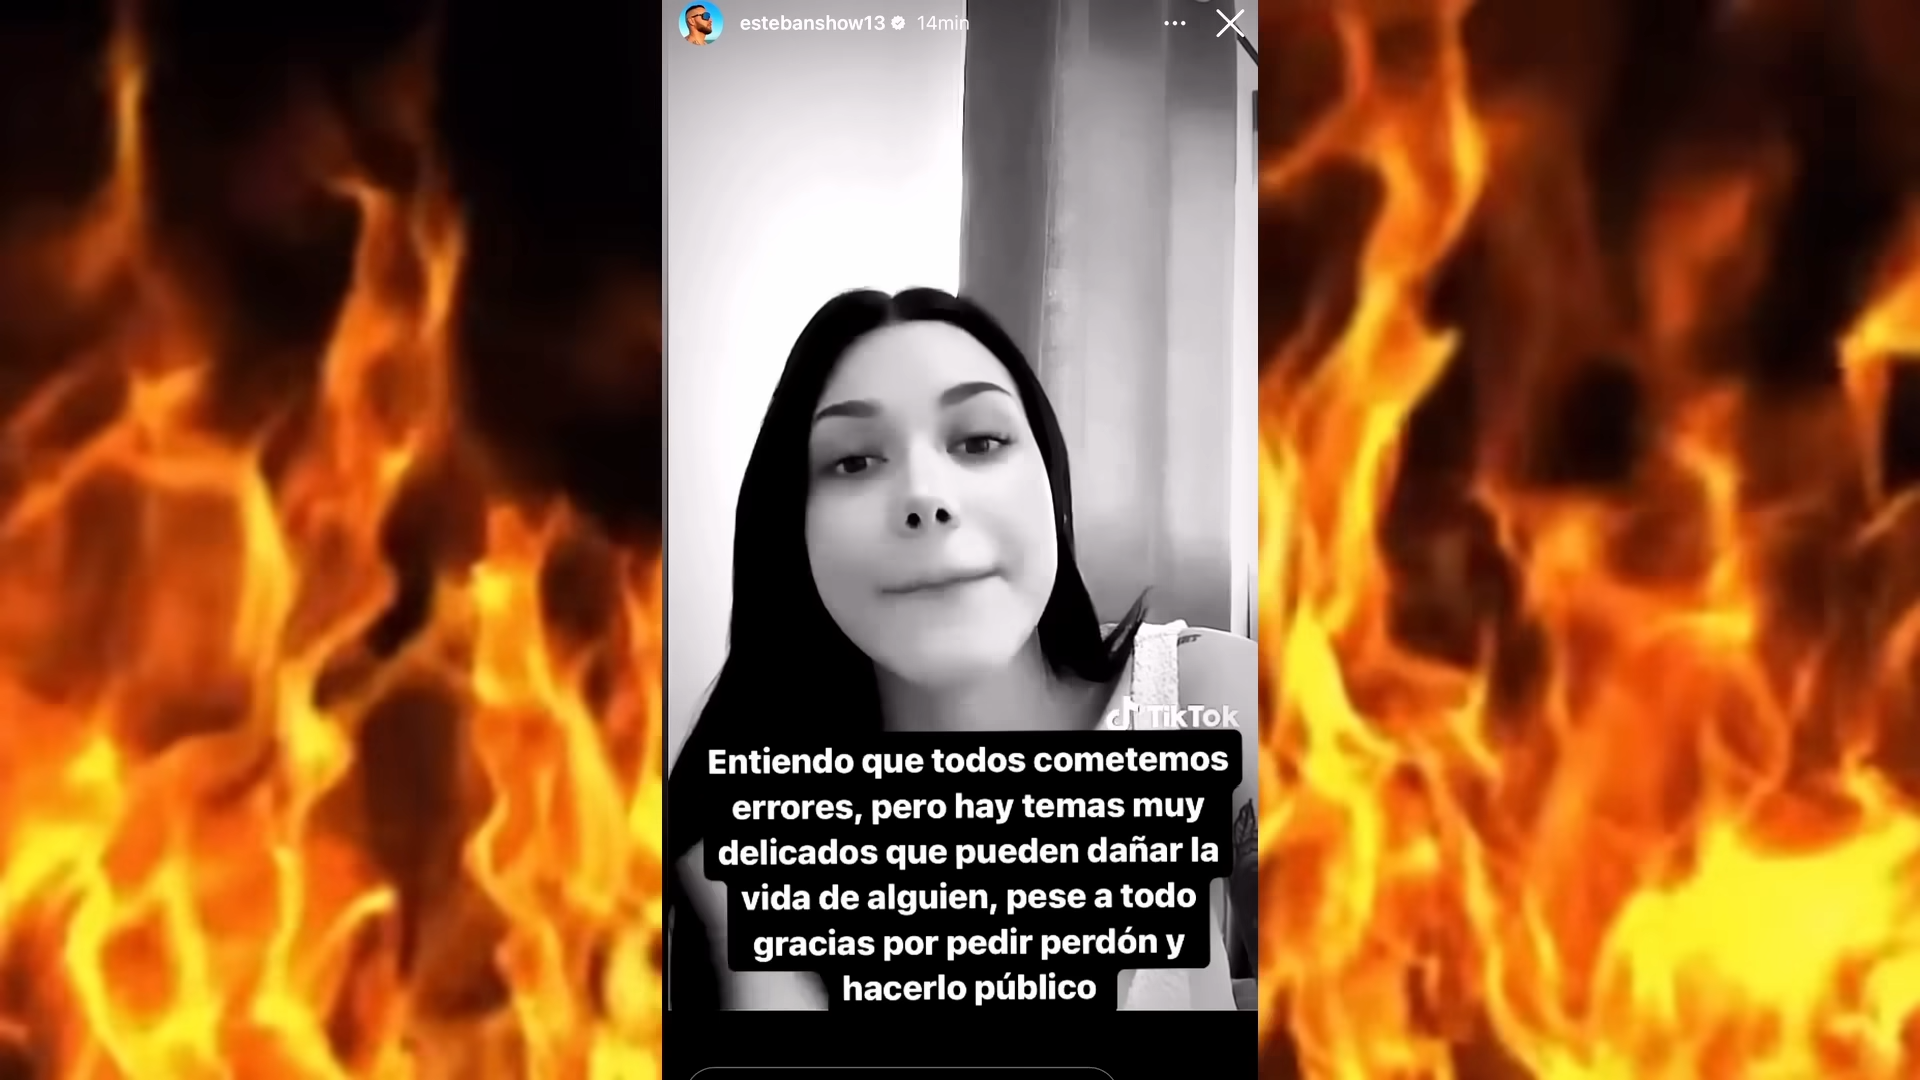 estebanshow13 14min
TikTok
Entiendo que todos cometemos
errores, pero hay temas muy
delicados que pueden dañar la
vida de alguien, pese a todo
gracias por pedir perdón y
hacerlo público